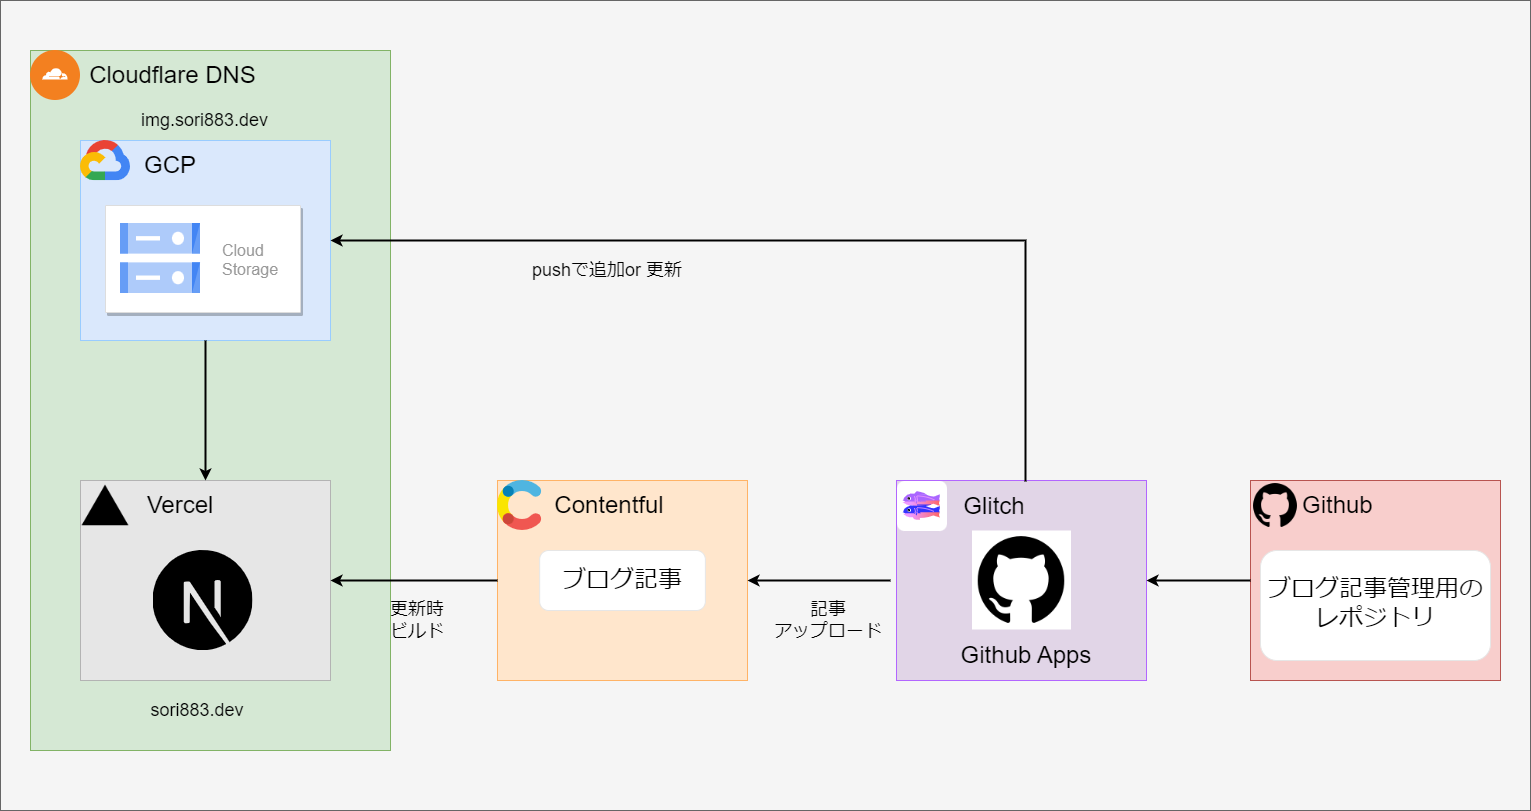 Cloudflare DNS
img.sori883.dev
GCP
Cloud
Storage
pushで追加or 更新
Vercel
sori883.dev
更新時
ビルド
Contentful
ブログ記事
記事
アップロード
Glitch
Github Apps
Github
ブログ記事管理用の
レポジトリ